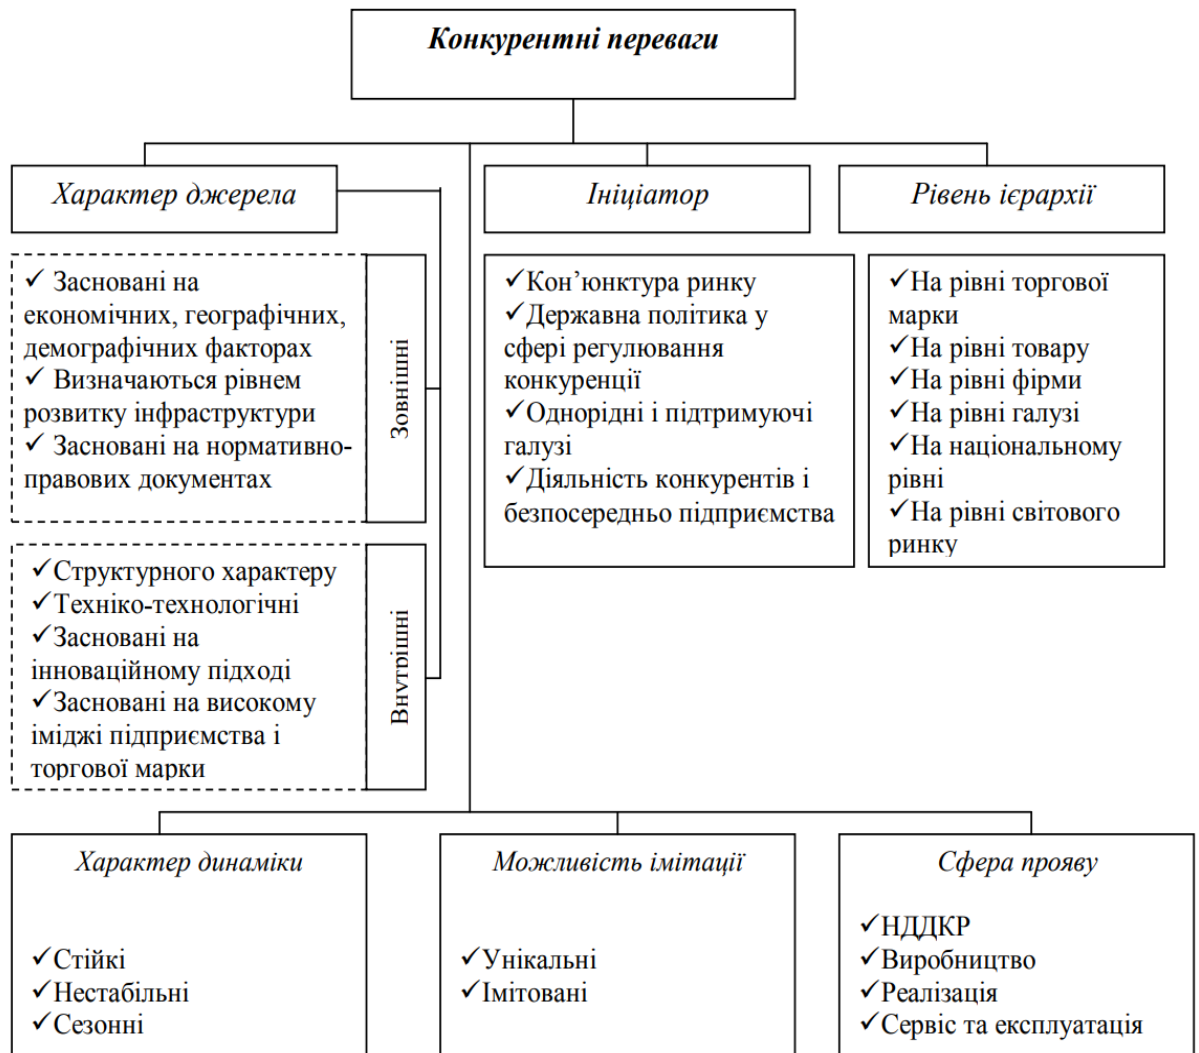 Конкурентні переваги
Характер джерела
Ініціатор
Рівень ієрархії
✓ Засновані на
економічних, географічних,
демографічних факторах
✓ Визначаються рівнем
розвитку інфраструктури
✓ Засновані на нормативно-
правових документах
Зовнішні
✓Структурного характеру
✓Техніко-технологічні
✓Засновані на
інноваційному підході
✓Засновані на високому
іміджі підприємства і
торгової марки
Внутрішні
✓Кон’юнктура ринку
✓Державна політика у
сфері регулювання
конкуренції
✓Однорідні і підтримуючі
галузі
✓Діяльність конкурентів і
безпосередньо підприємства
✓На рівні торгової
марки
✓На рівні товару
✓На рівні фірми
✓На рівні галузі
✓На національному
рівні
✓На рівні світового
ринку
Характер динаміки
✓Стійкі
✓Нестабільні
✓Сезонні
Можливість імітації
✓Унікальні
✓Імітовані
Сфера прояву
✓НДДКР
✓Виробництво
✓Реалізація
✓Сервіс та експлуатація